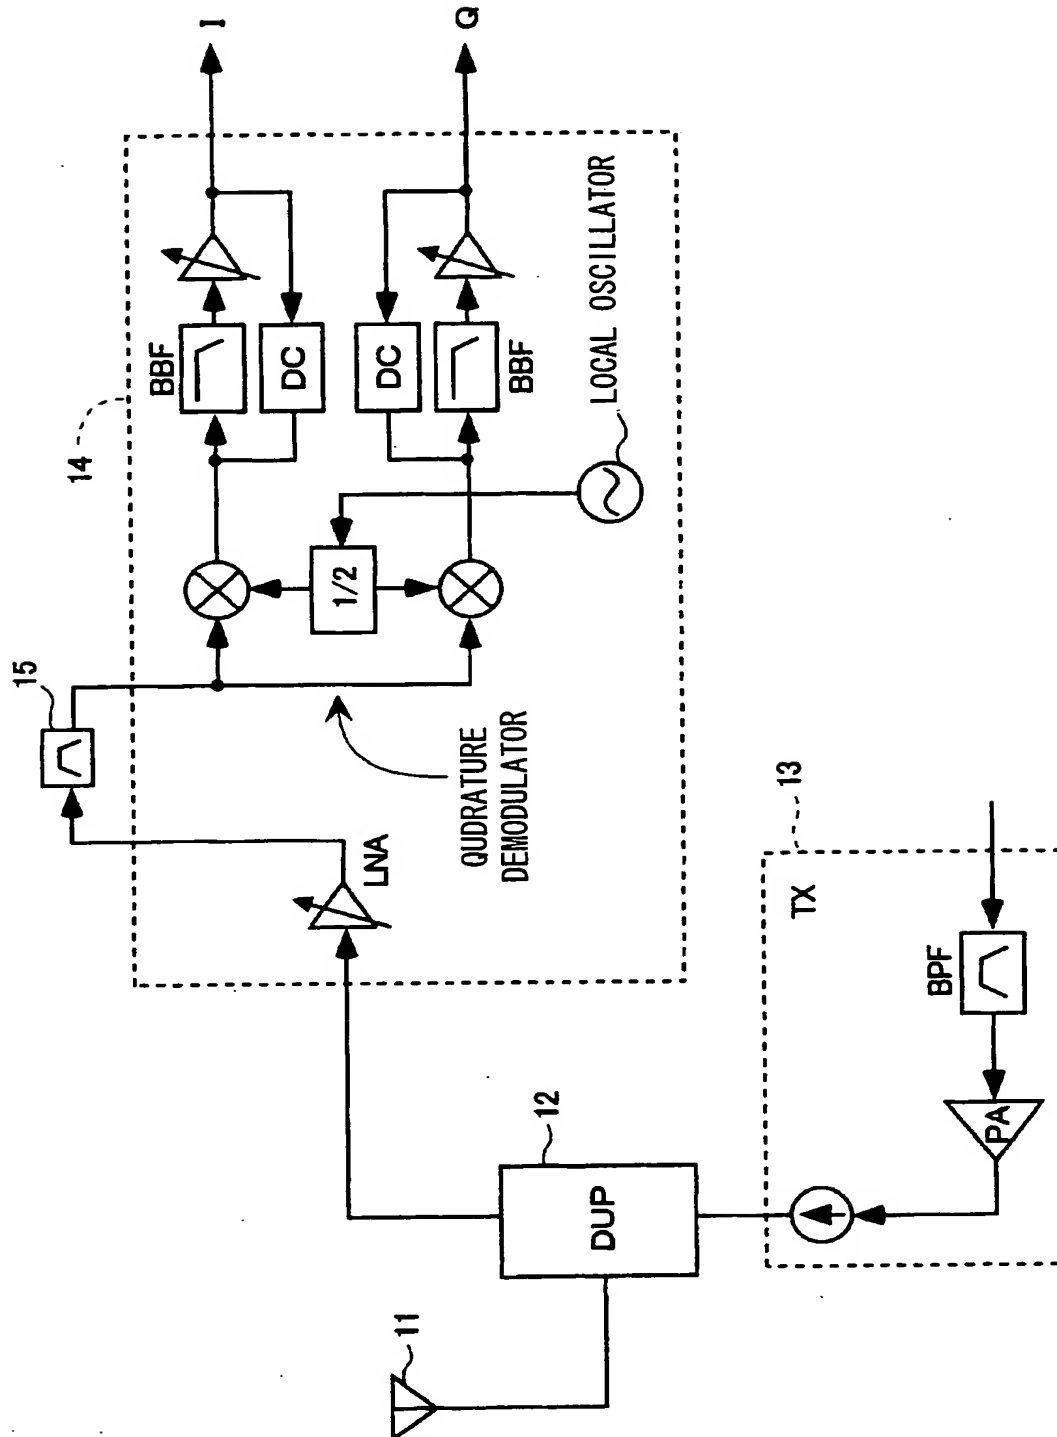 11
12
DUP
13
TX
PA
BPF
14
LNA
15
QUDRATURE
DEMODULATOR
1/2
LOCAL OSCILLATOR
BBF
DC
I
DC
BBF
Q